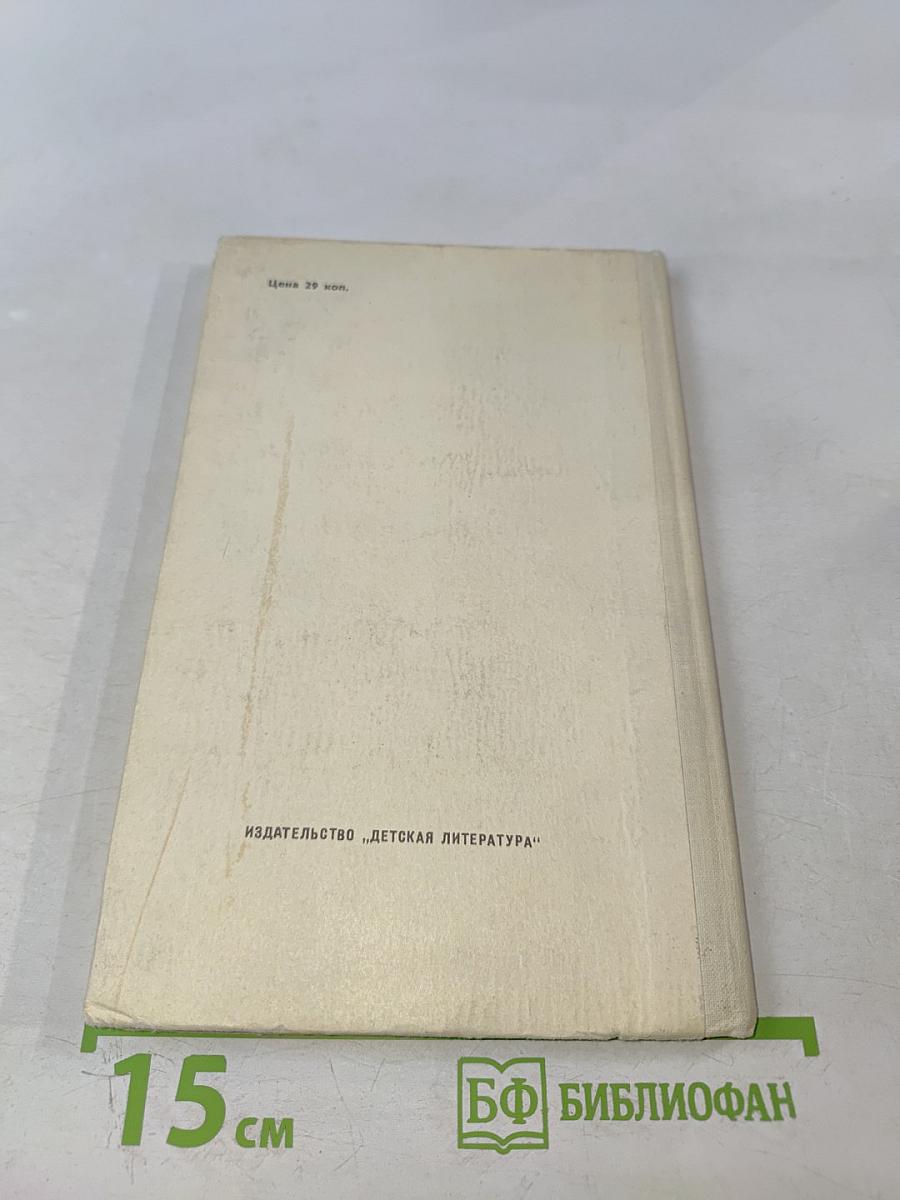 Цена 29 коп.
ИЗДАТЕЛЬСТВО „ДЕТСКАЯ ЛИТЕРАТУРА“
15 см
БФ БИБЛИОФАН